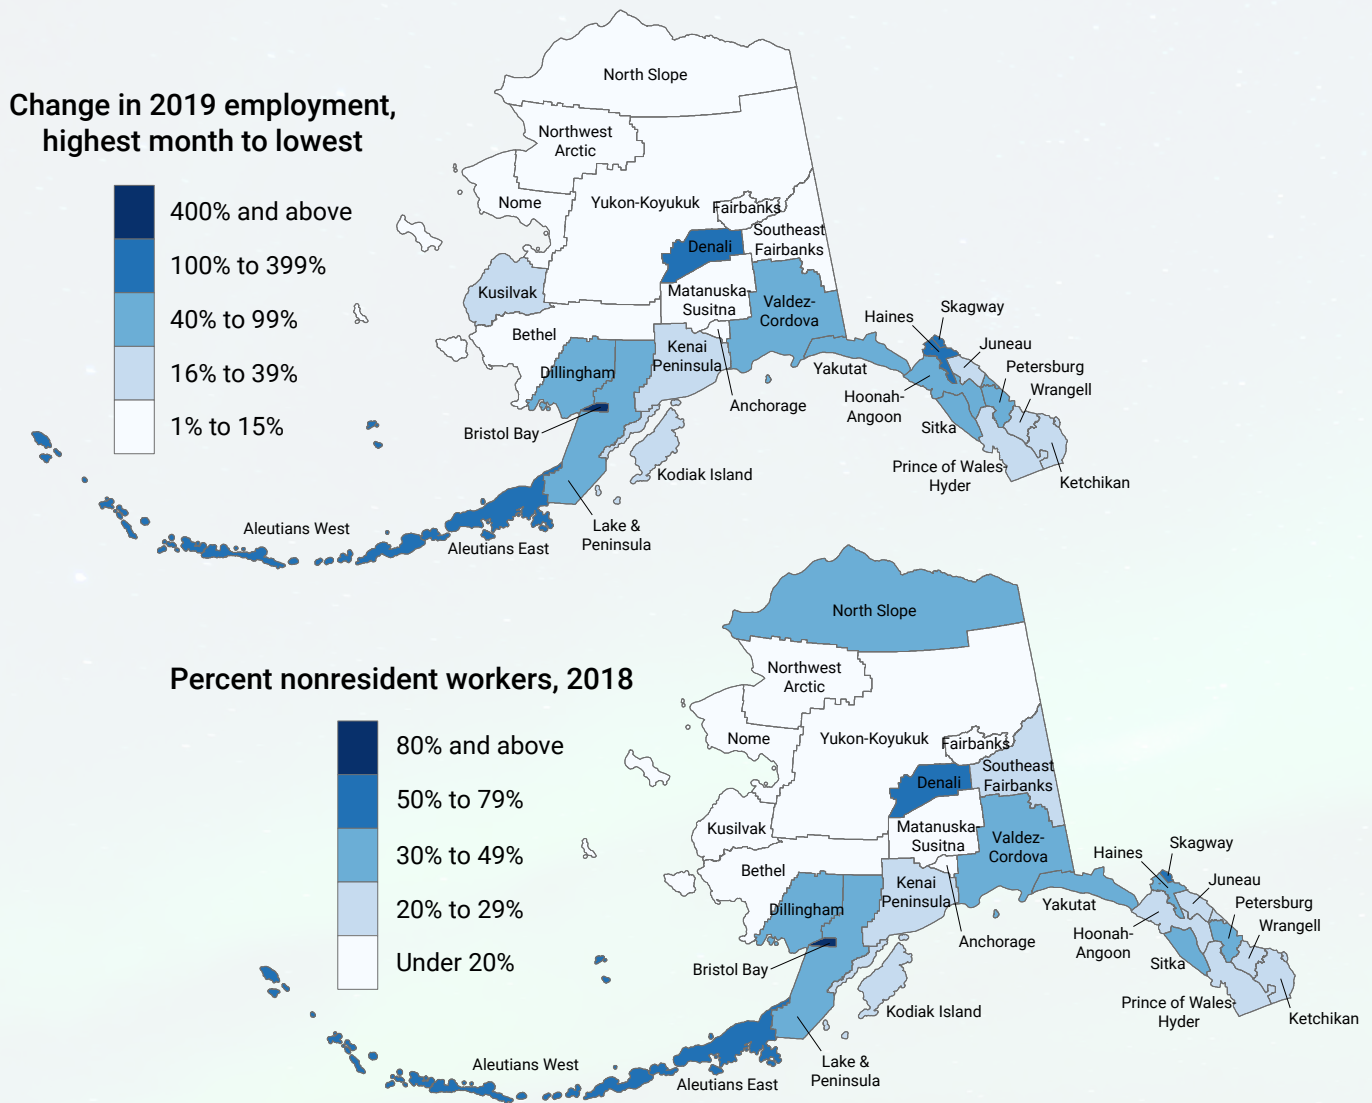 Change in 2019 employment,
highest month to lowest
400% and above
100% to 399%
40% to 99%
16% to 39%
1% to 15%
North Slope
Northwest
Arctic
Nome
Yukon-Koyukuk
Fairbanks
Southeast
Fairbanks
Denali
Kusilvak
Matanuska-
Susitna
Valdez-
Cordova
Bethel
Dillingham
Kenai
Peninsula
Anchorage
Bristol Bay
Kodiak Island
Lake &
Peninsula
Aleutians West
Aleutians East
Yakutat
Haines
Skagway
Juneau
Petersburg
Wrangell
Hoonah-
Angoon
Sitka
Prince of Wales-
Hyder
Ketchikan
Percent nonresident workers, 2018
80% and above
50% to 79%
30% to 49%
20% to 29%
Under 20%
North Slope
Northwest
Arctic
Nome
Yukon-Koyukuk
Fairbanks
Southeast
Fairbanks
Denali
Kusilvak
Matanuska-
Susitna
Valdez-
Cordova
Bethel
Dillingham
Kenai
Peninsula
Anchorage
Bristol Bay
Kodiak Island
Lake &
Peninsula
Aleutians West
Aleutians East
Yakutat
Haines
Skagway
Juneau
Petersburg
Wrangell
Hoonah-
Angoon
Sitka
Prince of Wales-
Hyder
Ketchikan